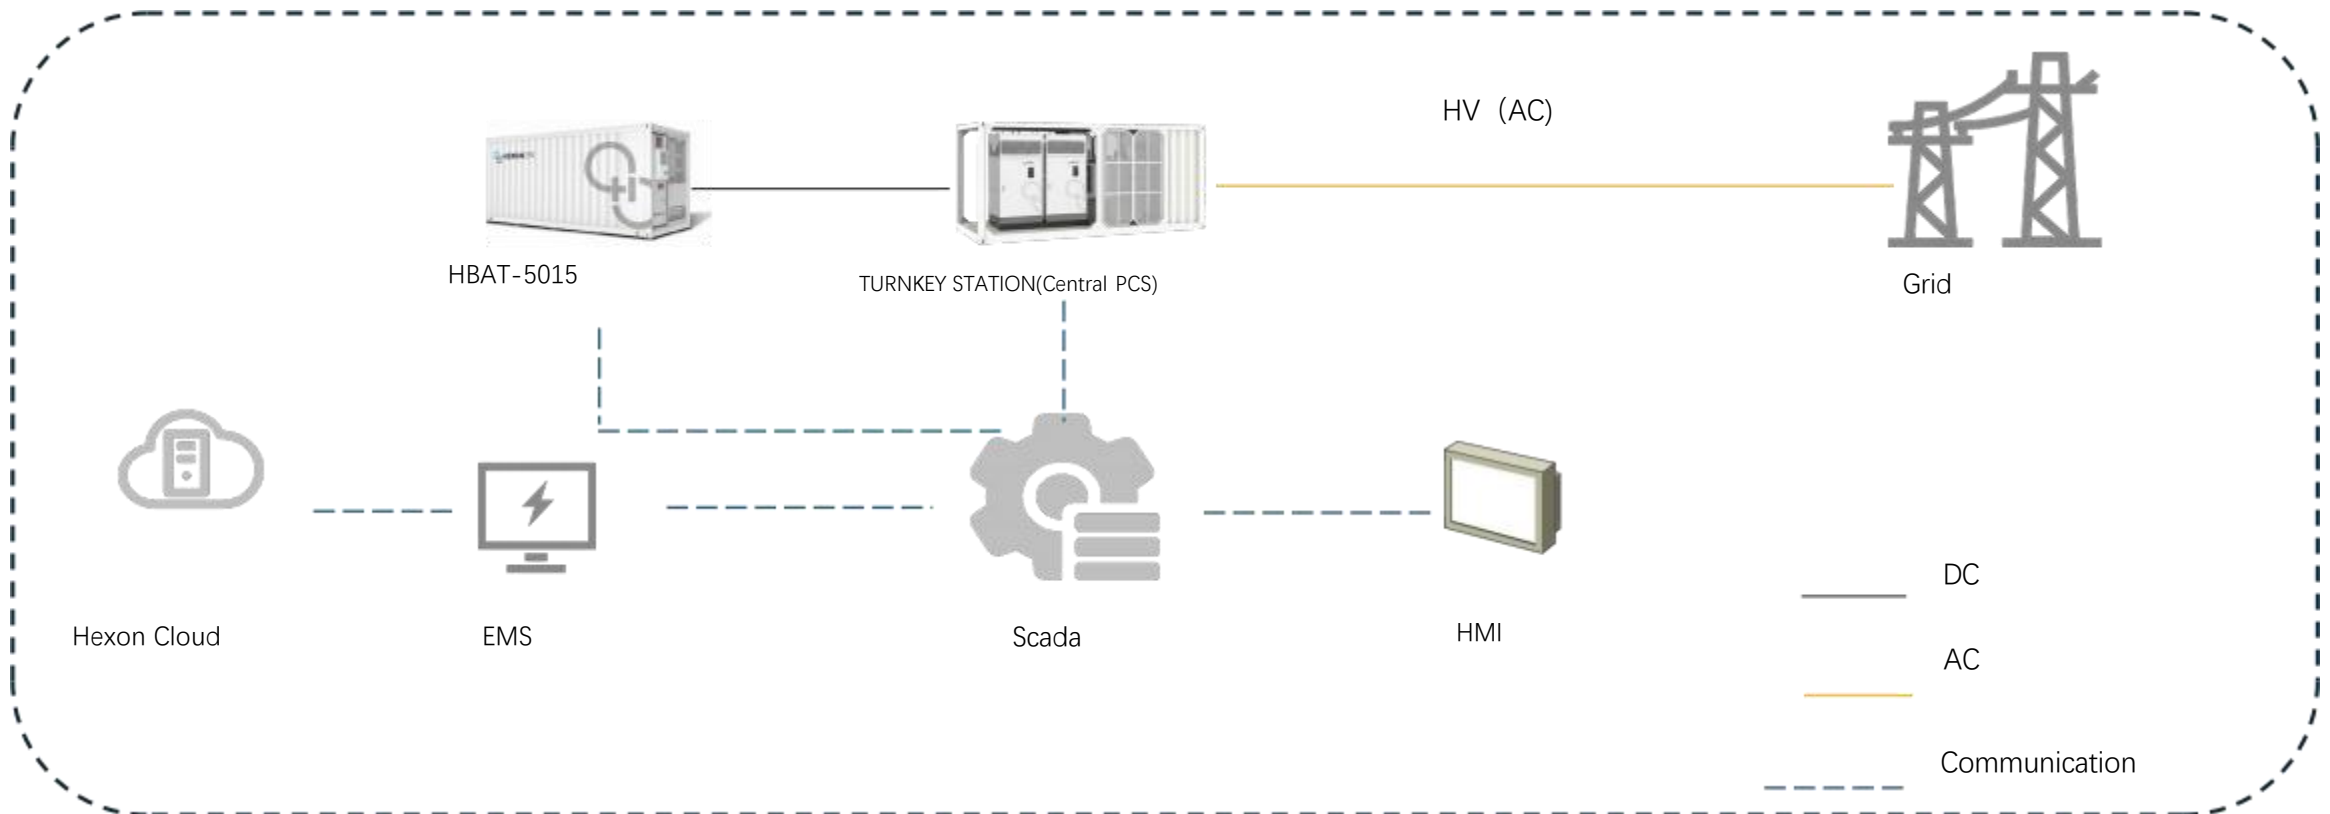 HV（AC)
HBAT-5015
TURNKEY STATION(Central PCS)
Grid
Hexon Cloud
EMS
Scada
HMI
DC
AC
Communication